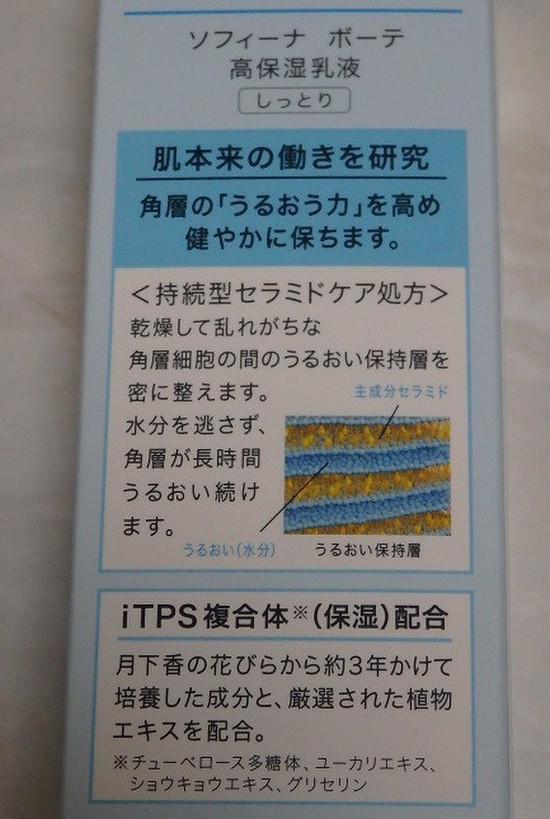 ソフィーナ ボーテ
高保湿乳液
しっとり
肌本来の働きを研究
角層の「うるおう力」を高め
健やかに保ちます。
＜持続型セラミドケア処方＞
乾燥して乱れがちな
角層細胞の間のうるおい保持層を
密に整えます。
水分を逃さず、
角層が長時間
うるおい続け
ます。
主成分セラミド
うるおい(水分)
うるおい保持層
iTPS複合体※(保湿)配合
月下香の花びらから約3年かけて
培養した成分と、厳選された植物
エキスを配合。
※チューベロース多糖体、ユーカリエキス、
ショウキョウエキス、グリセリン